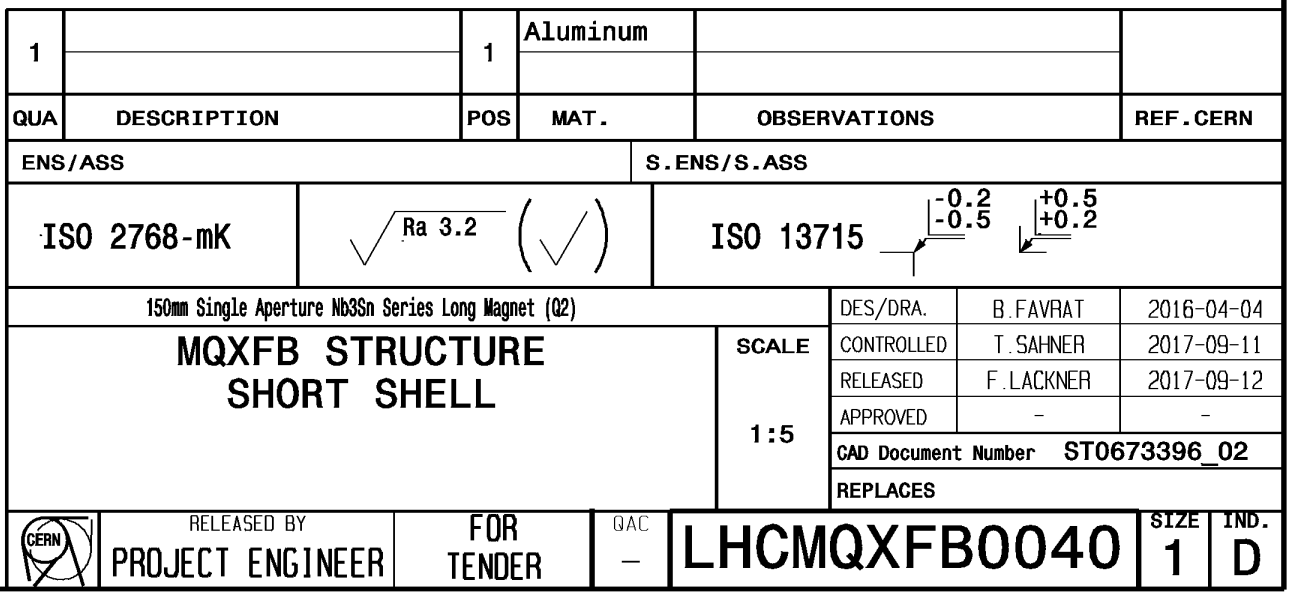 1 1 Aluminum
QUA DESCRIPTION POS MAT. OBSERVATIONS REF.CERN
ENS/ASS S.ENS/S.ASS
ISO 2768-mK Ra 3.2 ISO 13715 -0.2 +0.5
-0.5 +0.2
150mm Single Aperture Nb3Sn Series Long Magnet (Q2)
MQXFB STRUCTURE
SHORT SHELL
SCALE
1:5
DES/DRA. B.FAVRAT 2016-04-04
CONTROLLED T.SAHNER 2017-09-11
RELEASED F.LACKNER 2017-09-12
APPROVED - -
CAD Document Number ST0673396_02
REPLACES
CERN
RELEASED BY
PROJECT ENGINEER
FOR
TENDER
QAC
-
LHCMQXFB0040
SIZE
1
IND.
D